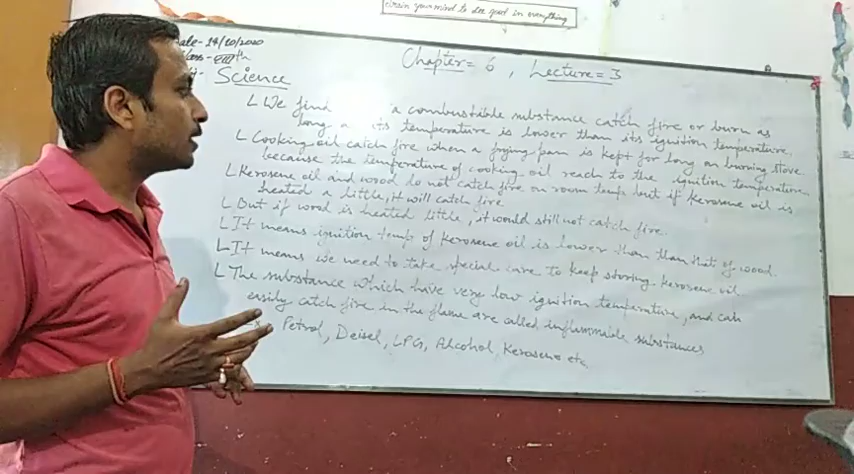 your mind to see good in everything
Date- 14/10/2020
Class- 8th
Chapter= 6, Lecture= 3
Science
We find a combustible substance catch fire or burn as
long a its temperature is lower than its ignition temperature.
Cooking oil catch fire when a frying pan is kept for long on burning stove
because the temperature of cooking oil reach to the ignition temperature
Kerosene oil and wood do not catch fire on room temp but if kerosene oil is
heated a little, it will catch fire.
But if wood is heated little, it would still not catch fire.
It means ignition temp of kerosene oil is lower than than that of wood.
It means we need to take special care to keep storing kerosene oil.
The substance which have very low ignition temperature, and can
easily catch fire in the flame are called inflammable substances
Petrol, Deisel, LPG, Alcohol, Kerosene etc